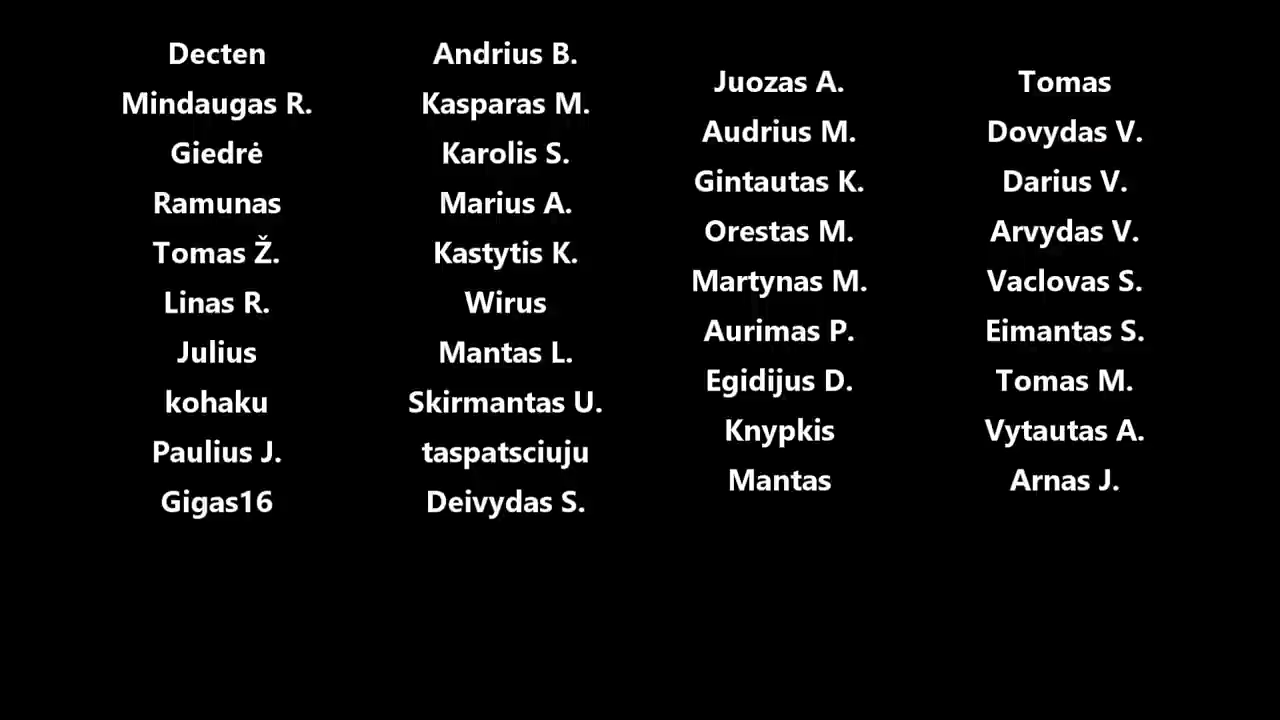 Decten
Mindaugas R.
Giedrė
Ramunas
Tomas Ž.
Linas R.
Julius
kohaku
Paulius J.
Gigas16
Andrius B.
Kasparas M.
Karolis S.
Marius A.
Kastytis K.
Wirus
Mantas L.
Skirmantas U.
taspatsciuju
Deivydas S.
Juozas A.
Audrius M.
Gintautas K.
Orestas M.
Martynas M.
Aurimas P.
Egidijus D.
Knypkis
Mantas
Tomas
Dovydas V.
Darius V.
Arvydas V.
Vaclovas S.
Eimantas S.
Tomas M.
Vytautas A.
Arnas J.